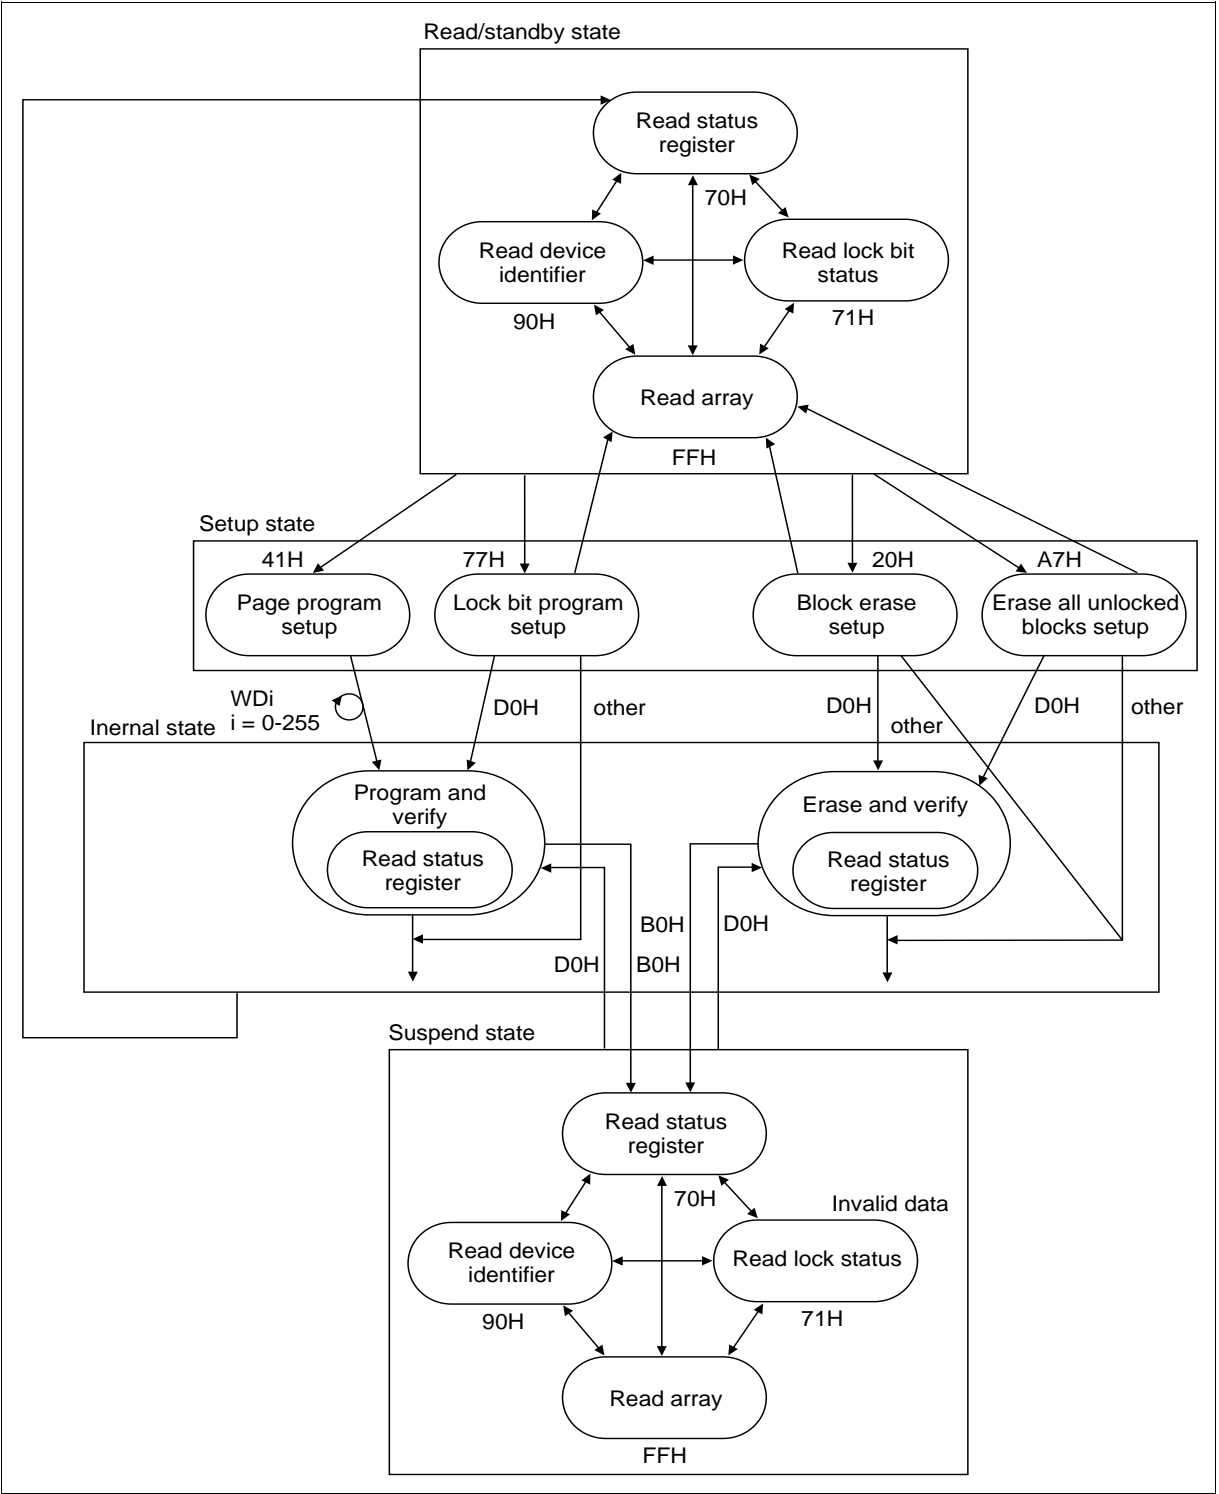 Read/standby state
Read status
register
70H
Read device
identifier
Read lock bit
status
90H
71H
Read array
FFH
Setup state
41H
77H
20H
A7H
Page program
setup
Lock bit program
setup
Block erase
setup
Erase all unlocked
blocks setup
WDi
i = 0-255
D0H
other
D0H
other
D0H
other
Inernal state
Program and
verify
Read status
register
Erase and verify
Read status
register
B0H
D0H
D0H
B0H
Suspend state
Read status
register
70H
Invalid data
Read device
identifier
Read lock status
90H
71H
Read array
FFH